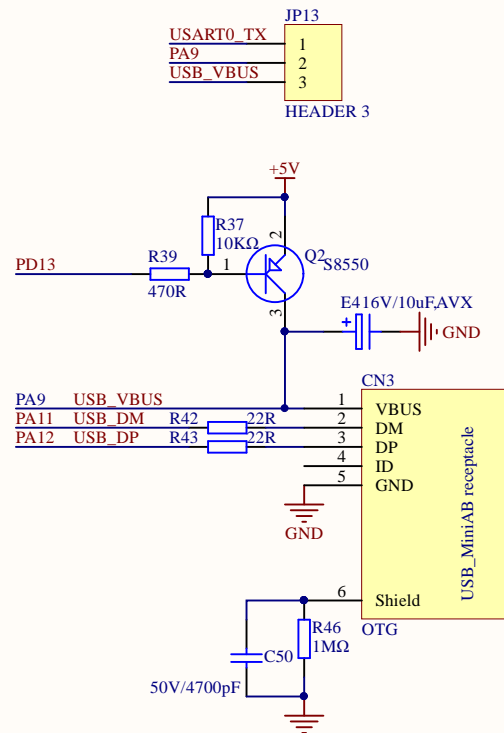 JP13
USART0_TX 1
PA9 2
USB_VBUS 3
HEADER 3
+5V
R37
10KΩ
2
Q2
S8550
R39
PD13 1
470R
3
E4 16V/10uF,AVX
+
GND
CN3
PA9 USB_VBUS 1 VBUS
PA11 USB_DM R42 22R 2 DM
PA12 USB_DP R43 22R 3 DP
4 ID
5 GND
GND
USB_MiniAB receptacle
6 Shield
OTG
R46
1MΩ
C50
50V/4700pF